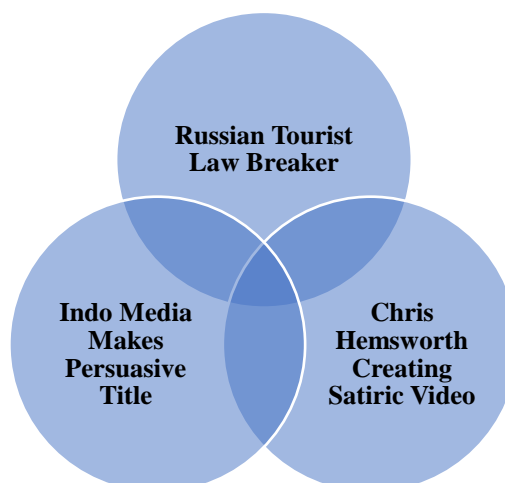 Russian Tourist
Law Breaker
Indo Media
Makes
Persuasive
Title
Chris
Hemsworth
Creating
Satiric Video